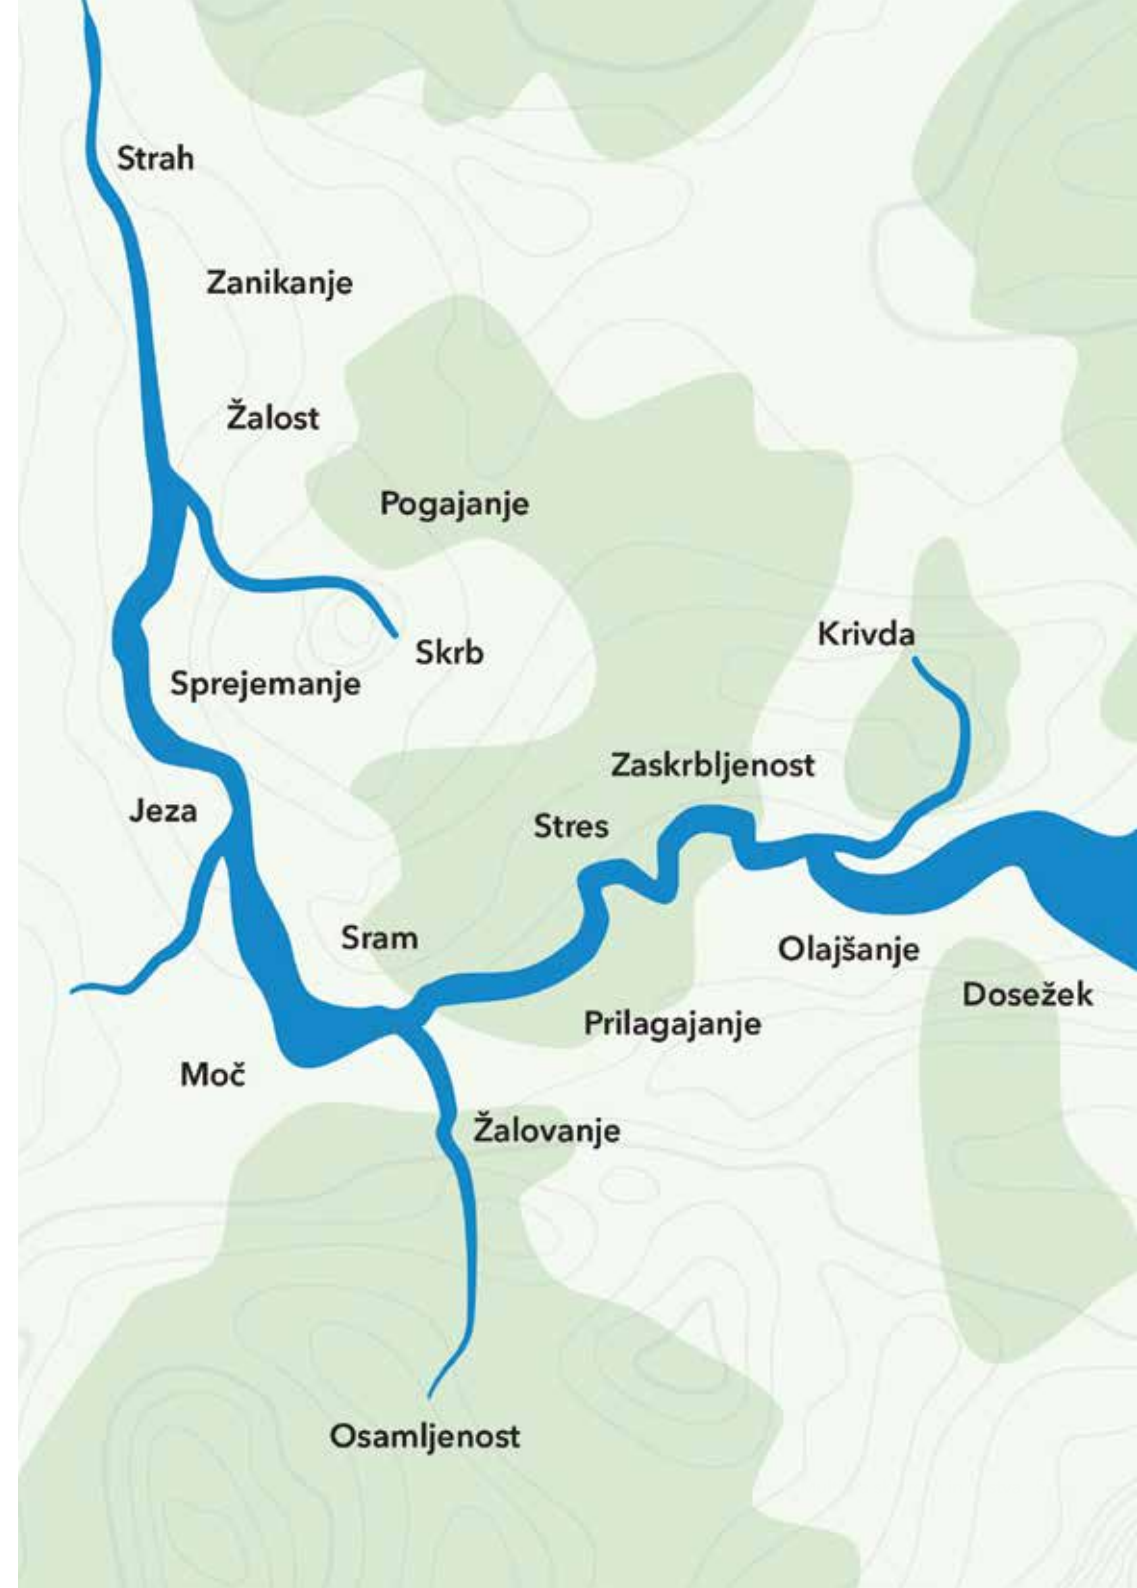 Strah
Zanikanje
Žalost
Pogajanje
Krivda
Skrb
Sprejemanje
Zaskrbljenost
Jeza
Stres
Sram
Olajšanje
Dosežek
Prilagajanje
Moč
Žalovanje
Osamljenost